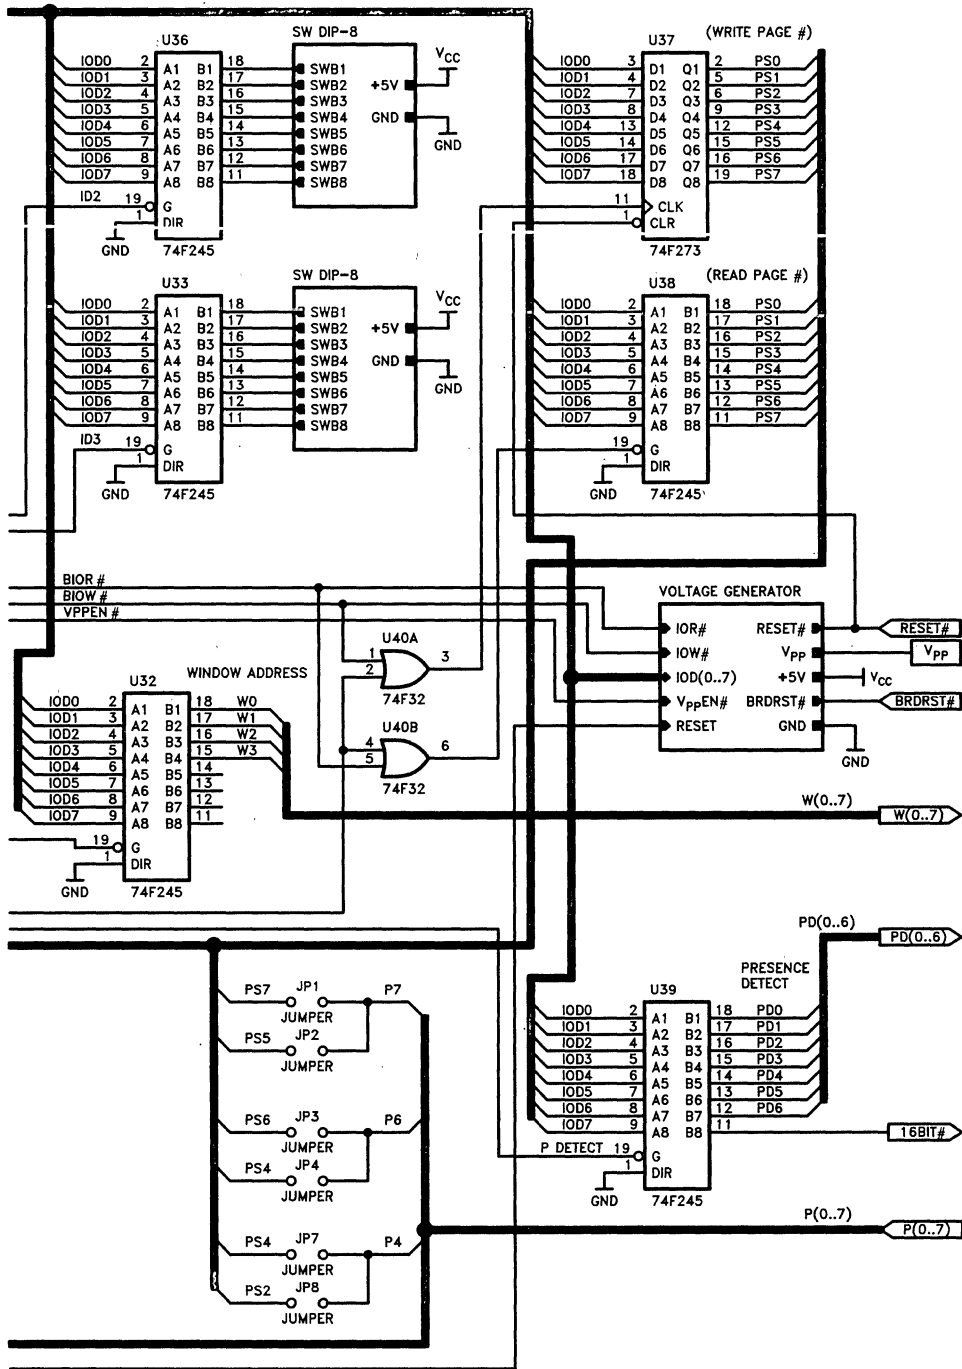 U36
SW DIP-8
IOD0 2 A1 B1 18 SWB1
IOD1 3 A2 B2 17 SWB2
IOD2 4 A3 B3 16 SWB3
IOD3 5 A4 B4 15 SWB4
IOD4 6 A5 B5 14 SWB5
IOD5 7 A6 B6 13 SWB6
IOD6 8 A7 B7 12 SWB7
IOD7 9 A8 B8 11 SWB8
+5V VCC
GND
GND
ID2 19 G
1 DIR
GND
74F245
U37
(WRITE PAGE #)
IOD0 3 D1 Q1 2 PS0
IOD1 4 D2 Q2 5 PS1
IOD2 7 D3 Q3 6 PS2
IOD3 8 D4 Q4 9 PS3
IOD4 13 D5 Q5 12 PS4
IOD5 14 D6 Q6 15 PS5
IOD6 17 D7 Q7 16 PS6
IOD7 18 D8 Q8 19 PS7
11 CLK
1 CLR
74F273
U33
SW DIP-8
IOD0 2 A1 B1 18 SWB1
IOD1 3 A2 B2 17 SWB2
IOD2 4 A3 B3 16 SWB3
IOD3 5 A4 B4 15 SWB4
IOD4 6 A5 B5 14 SWB5
IOD5 7 A6 B6 13 SWB6
IOD6 8 A7 B7 12 SWB7
IOD7 9 A8 B8 11 SWB8
+5V VCC
GND
GND
ID3 19 G
1 DIR
GND
74F245
U38
(READ PAGE #)
IOD0 2 A1 B1 18 PS0
IOD1 3 A2 B2 17 PS1
IOD2 4 A3 B3 16 PS2
IOD3 5 A4 B4 15 PS3
IOD4 6 A5 B5 14 PS4
IOD5 7 A6 B6 13 PS5
IOD6 8 A7 B7 12 PS6
IOD7 9 A8 B8 11 PS7
19 G
1 DIR
GND
74F245
BIOR #
BIOW #
VPPEN #
U40A
1
2
3
74F32
U40B
4
5
6
74F32
VOLTAGE GENERATOR
IOR# RESET# RESET#
IOW# VPP VPP
IOD(0..7) +5V VCC
VPPEN# BRDRST# BRDRST#
RESET GND
GND
WINDOW ADDRESS
U32
IOD0 2 A1 B1 18 W0
IOD1 3 A2 B2 17 W1
IOD2 4 A3 B3 16 W2
IOD3 5 A4 B4 15 W3
IOD4 6 A5 B5 14
IOD5 7 A6 B6 13
IOD6 8 A7 B7 12
IOD7 9 A8 B8 11
19 G
1 DIR
GND
74F245
W(0..7) W(0..7)
PD(0..6) PD(0..6)
PRESENCE
DETECT
U39
IOD0 2 A1 B1 18 PD0
IOD1 3 A2 B2 17 PD1
IOD2 4 A3 B3 16 PD2
IOD3 5 A4 B4 15 PD3
IOD4 6 A5 B5 14 PD4
IOD5 7 A6 B6 13 PD5
IOD6 8 A7 B7 12 PD6
IOD7 9 A8 B8 11 16BIT#
P DETECT 19 G
1 DIR
GND
74F245
PS7 JP1 P7
JUMPER
PS5 JP2
JUMPER
PS6 JP3 P6
JUMPER
PS4 JP4
JUMPER
PS4 JP7 P4
JUMPER
PS2 JP8
JUMPER
P(0..7) P(0..7)